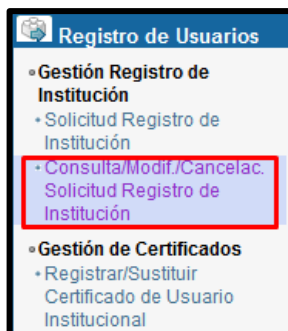 Registro de Usuarios
Gestión Registro de
Institución
Solicitud Registro de
Institución
Consulta/Modif./Cancelac.
Solicitud Registro de
Institución
Gestión de Certificados
Registrar/Sustituir
Certificado de Usuario
Institucional